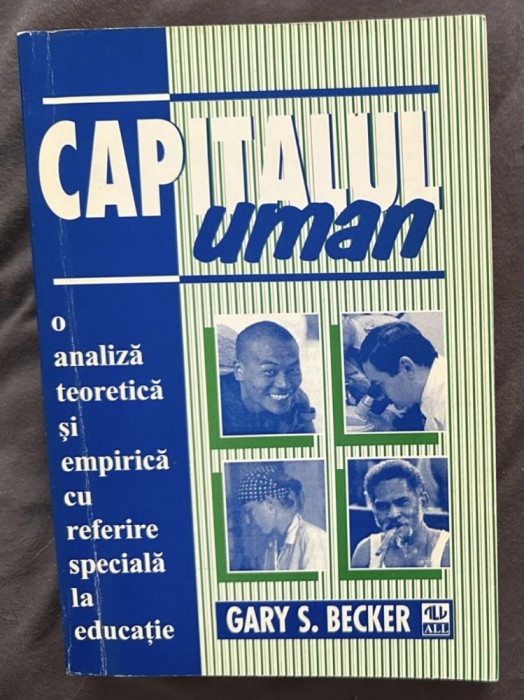 CAPITALUL
uman
o
analiză
teoretică
și
empirică
cu
referire
specială
la
educație
GARY S. BECKER
ALL